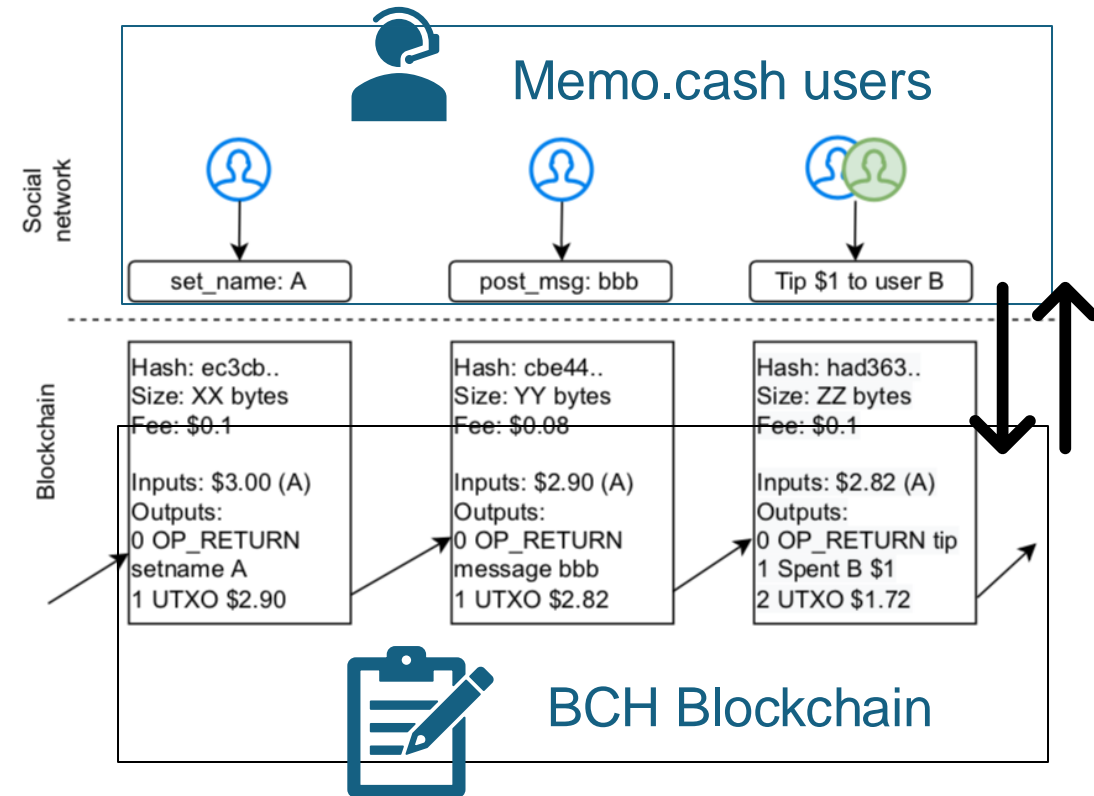 Memo.cash users
Social
network
set_name: A
post_msg: bbb
Tip $1 to user B
Blockchain
Hash: ec3cb..
Size: XX bytes
Fee: $0.1
Inputs: $3.00 (A)
Outputs:
0 OP_RETURN
setname A
1 UTXO $2.90
Hash: cbe44..
Size: YY bytes
Fee: $0.08
Inputs: $2.90 (A)
Outputs:
0 OP_RETURN
message bbb
1 UTXO $2.82
Hash: had363..
Size: ZZ bytes
Fee: $0.1
Inputs: $2.82 (A)
Outputs:
0 OP_RETURN tip
1 Spent B $1
2 UTXO $1.72
BCH Blockchain